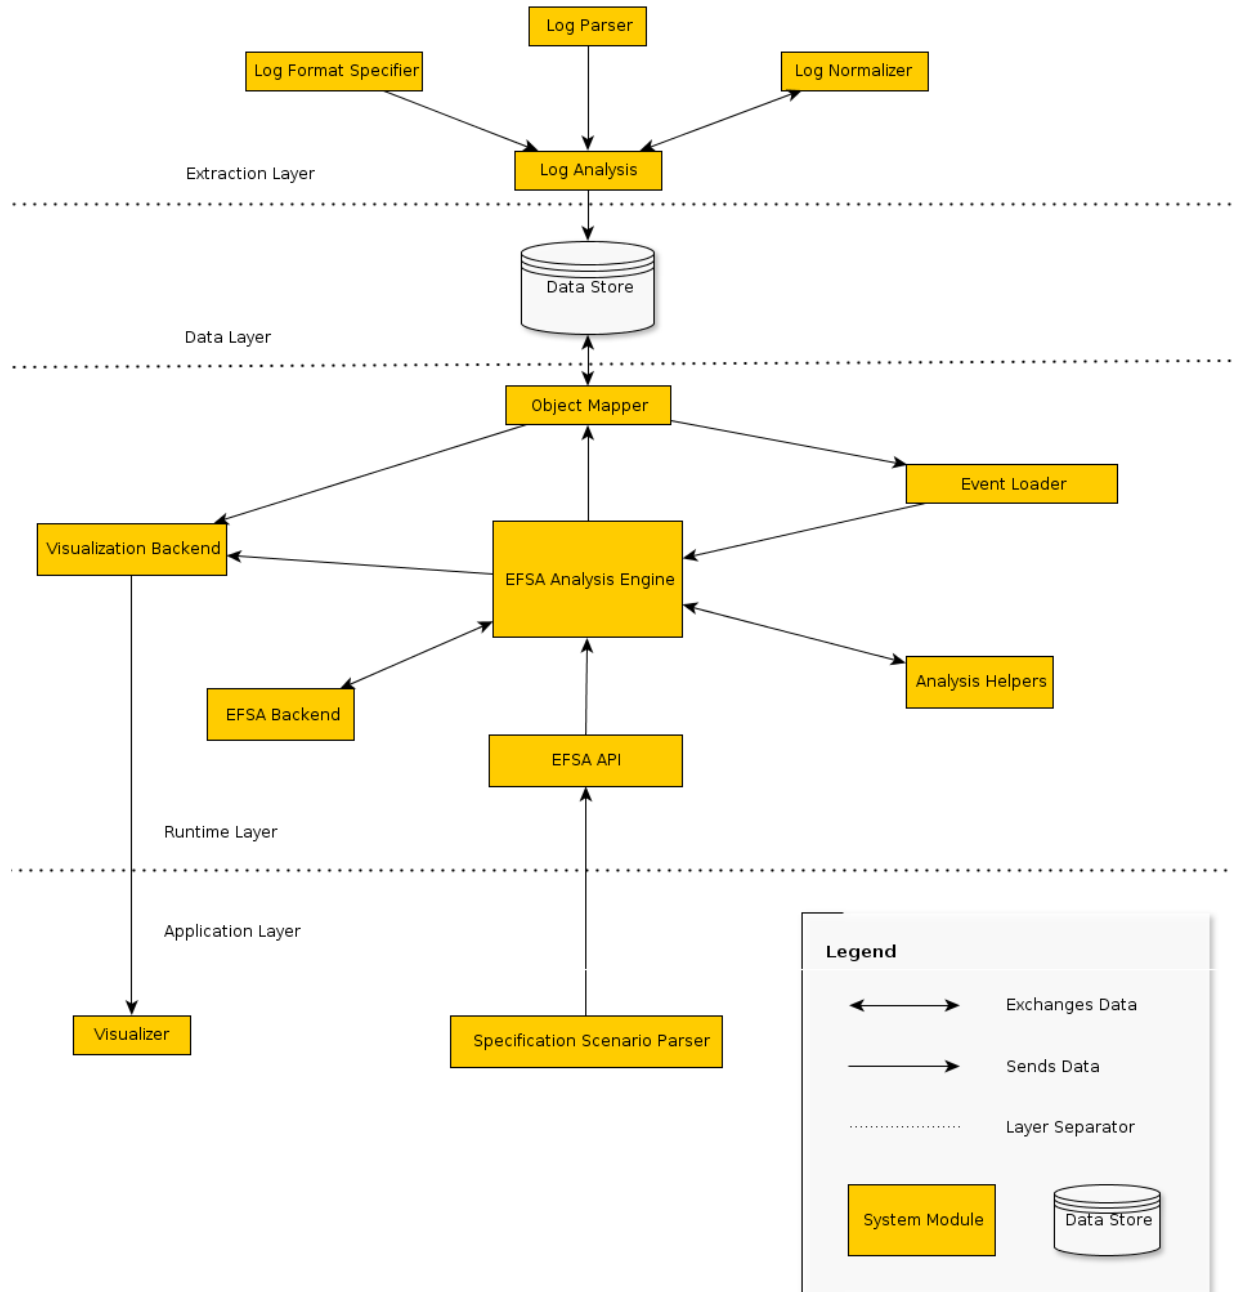 Log Parser
Log Format Specifier
Log Normalizer
Log Analysis
Extraction Layer
Data Store
Data Layer
Object Mapper
Event Loader
Visualization Backend
EFSA Analysis Engine
Analysis Helpers
EFSA Backend
EFSA API
Runtime Layer
Application Layer
Legend
Exchanges Data
Visualizer
Specification Scenario Parser
Sends Data
Layer Separator
System Module
Data Store